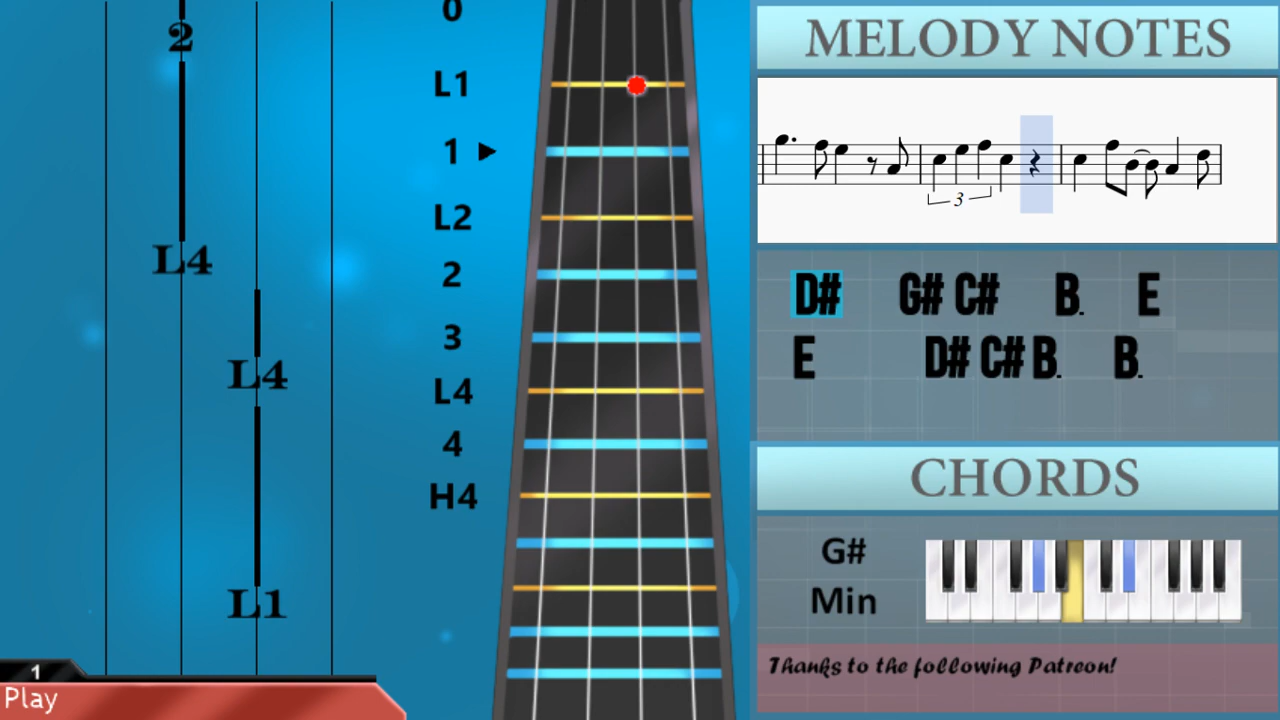 2
L4
L4
L1
1
Play
0
L1
1
L2
2
3
L4
4
H4
MELODY NOTES
3
D# G# C# B. E
E D# C# B. B.
CHORDS
G#
Min
Thanks to the following Patreon!